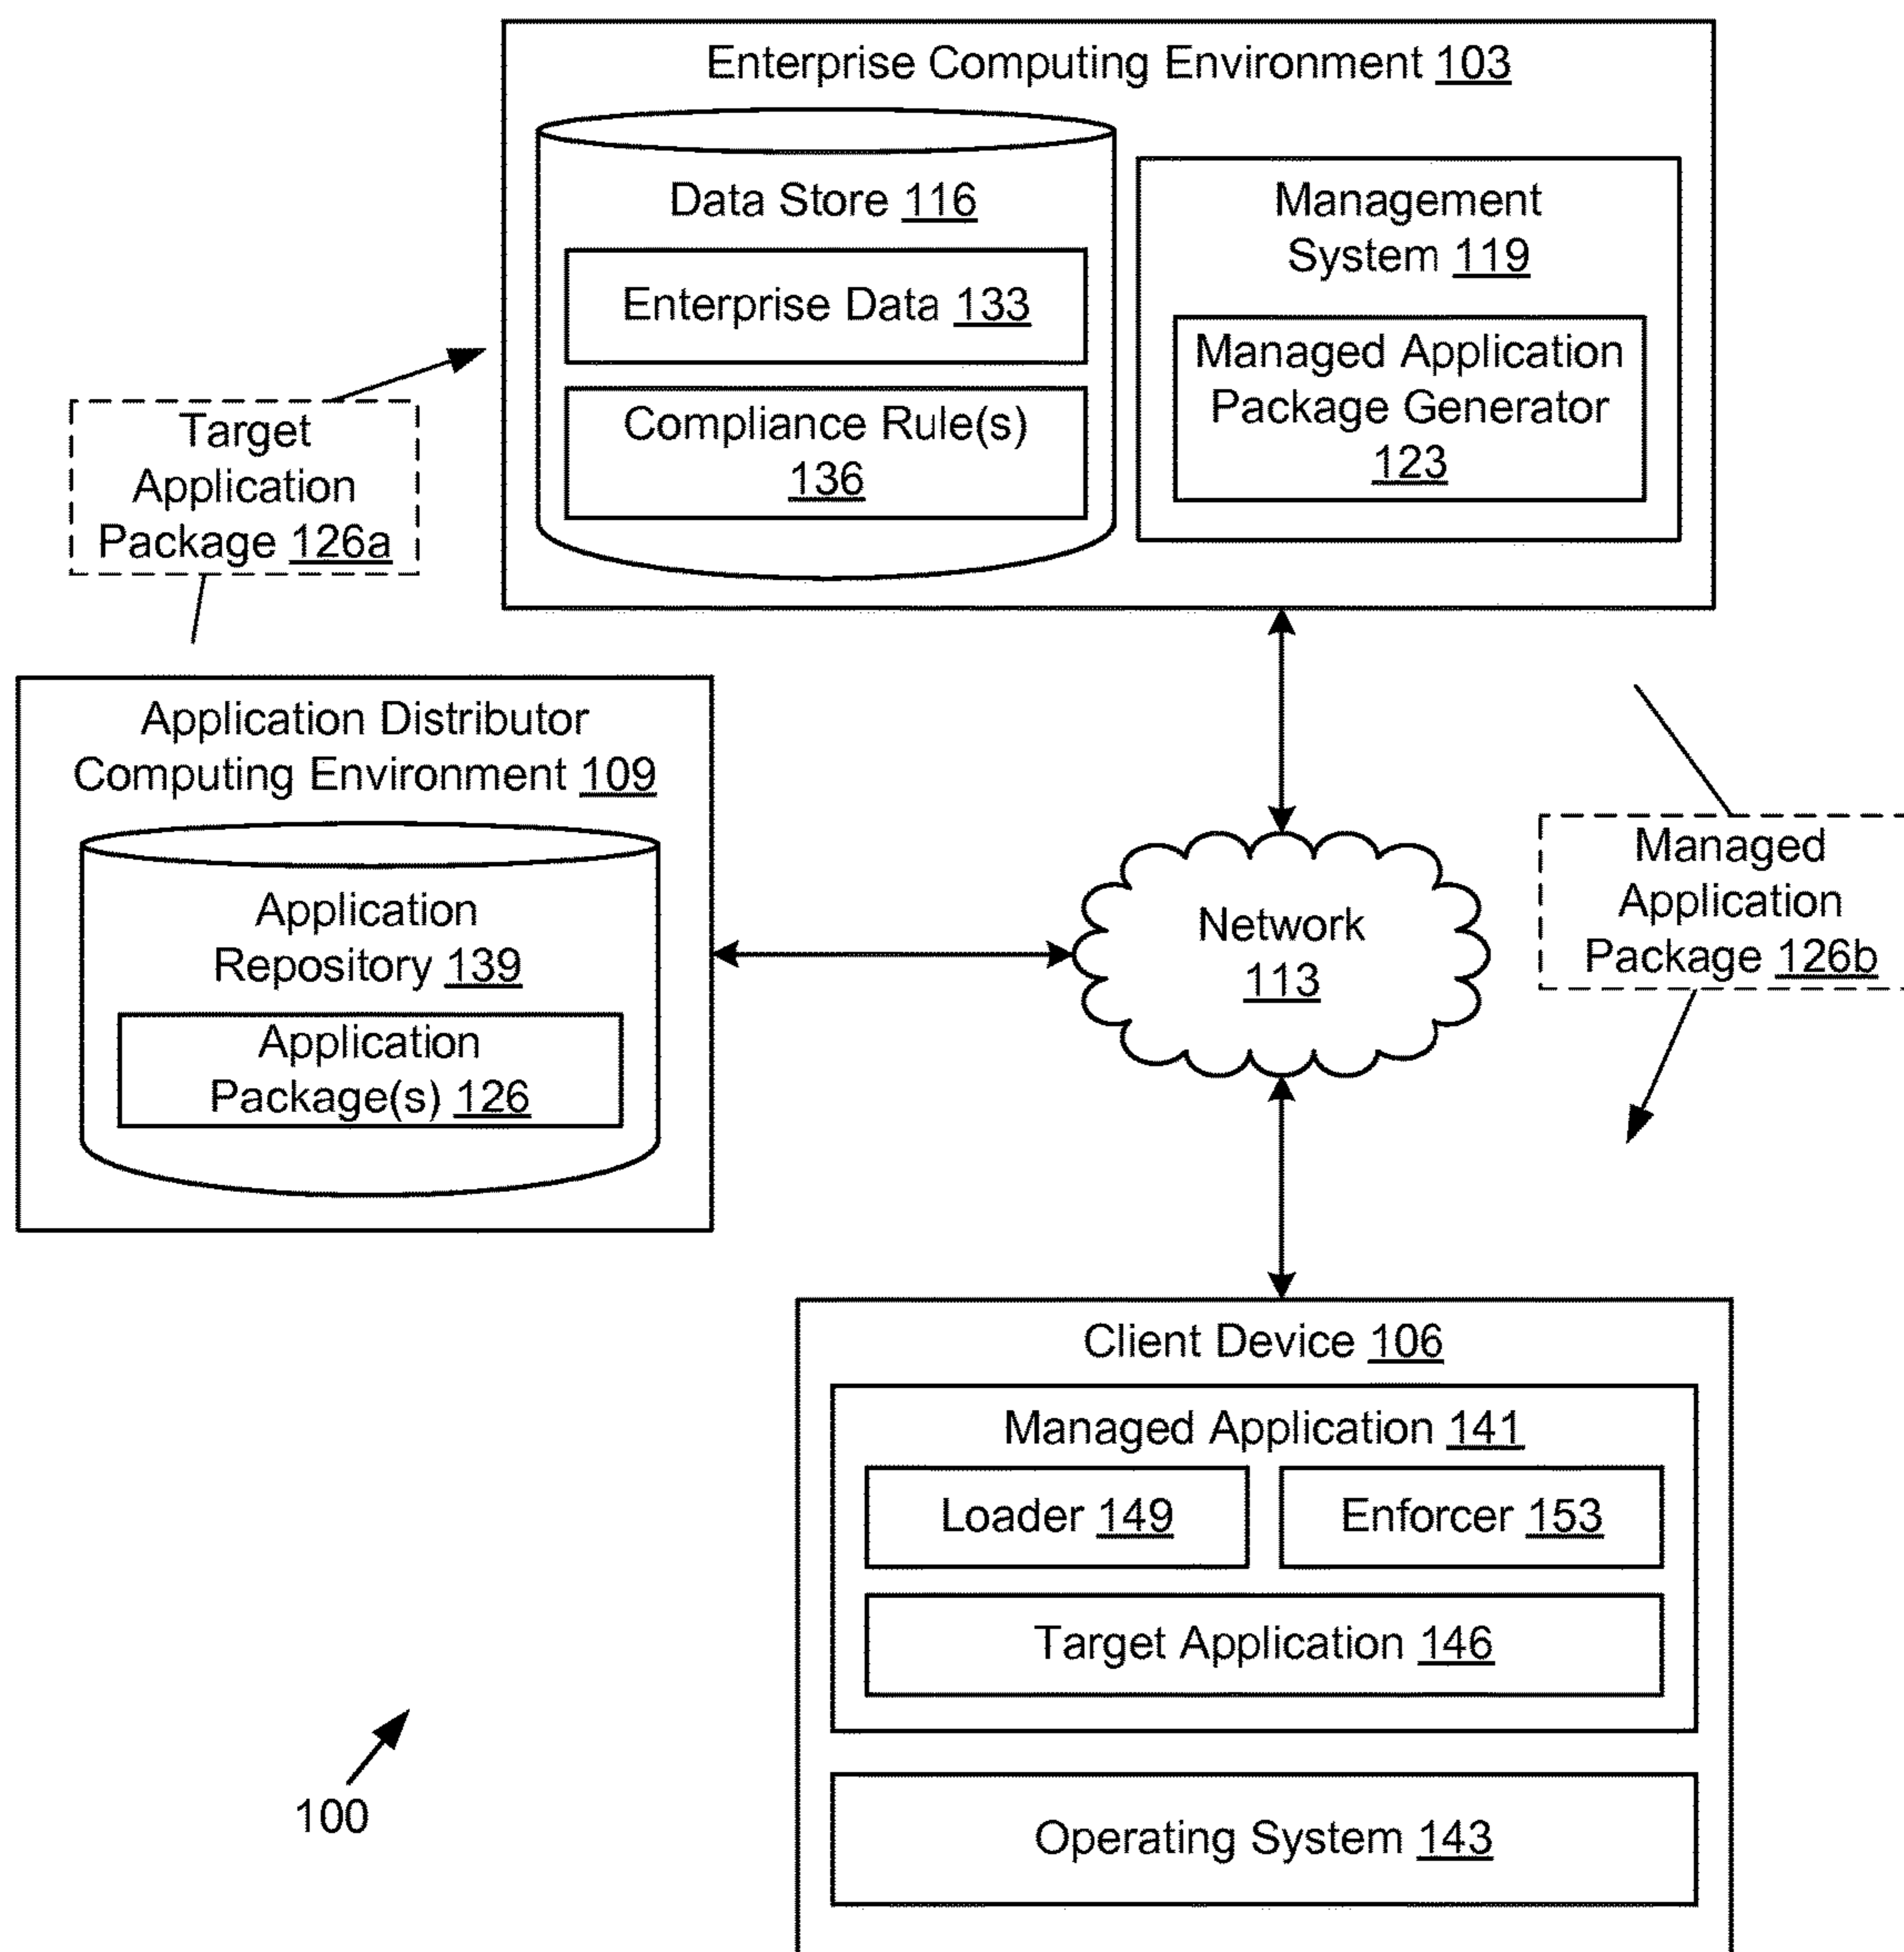 Enterprise Computing Environment 103
Data Store 116
Enterprise Data 133
Compliance Rule(s)
136
Management
System 119
Managed Application
Package Generator
123
Target
Application
Package 126a
Application Distributor
Computing Environment 109
Application
Repository 139
Application
Package(s) 126
Network
113
Managed
Application
Package 126b
Client Device 106
Managed Application 141
Loader 149
Enforcer 153
Target Application 146
Operating System 143
100